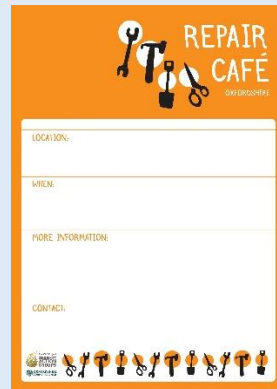 REPAIR
CAFÉ
OXFORDSHIRE
LOCATION:
WHEN:
MORE INFORMATION:
CONTACT: